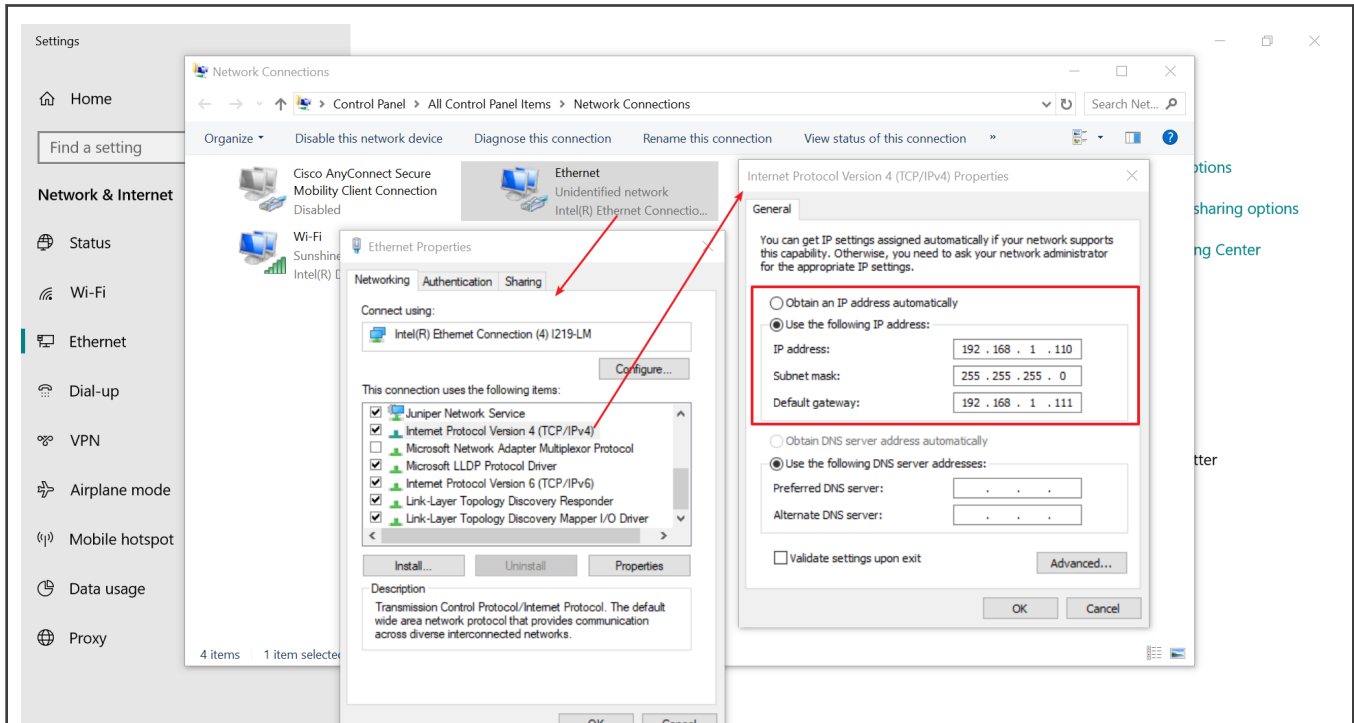 Settings
Home
Find a setting
Network & Internet
Status
Wi-Fi
Ethernet
Dial-up
VPN
Airplane mode
Mobile hotspot
Data usage
Proxy
Network Connections
Control Panel > All Control Panel Items > Network Connections
Search Net...
Organize
Disable this network device
Diagnose this connection
Rename this connection
View status of this connection
»
Cisco AnyConnect Secure
Mobility Client Connection
Disabled
Ethernet
Unidentified network
Intel(R) Ethernet Connectio...
Wi-Fi
Sunshine
Intel(R)
4 items
1 item selected
Ethernet Properties
Networking
Authentication
Sharing
Connect using:
Intel(R) Ethernet Connection (4) I219-LM
Configure...
This connection uses the following items:
Juniper Network Service
Internet Protocol Version 4 (TCP/IPv4)
Microsoft Network Adapter Multiplexor Protocol
Microsoft LLDP Protocol Driver
Internet Protocol Version 6 (TCP/IPv6)
Link-Layer Topology Discovery Responder
Link-Layer Topology Discovery Mapper I/O Driver
Install...
Uninstall
Properties
Description
Transmission Control Protocol/Internet Protocol. The default
wide area network protocol that provides communication
across diverse interconnected networks.
OK
Cancel
Internet Protocol Version 4 (TCP/IPv4) Properties
General
You can get IP settings assigned automatically if your network supports
this capability. Otherwise, you need to ask your network administrator
for the appropriate IP settings.
Obtain an IP address automatically
Use the following IP address:
IP address:
192 . 168 . 1 . 110
Subnet mask:
255 . 255 . 255 . 0
Default gateway:
192 . 168 . 1 . 111
Obtain DNS server address automatically
Use the following DNS server addresses:
Preferred DNS server:
. . .
Alternate DNS server:
. . .
Validate settings upon exit
Advanced...
OK
Cancel
ptions
sharing options
ng Center
tter